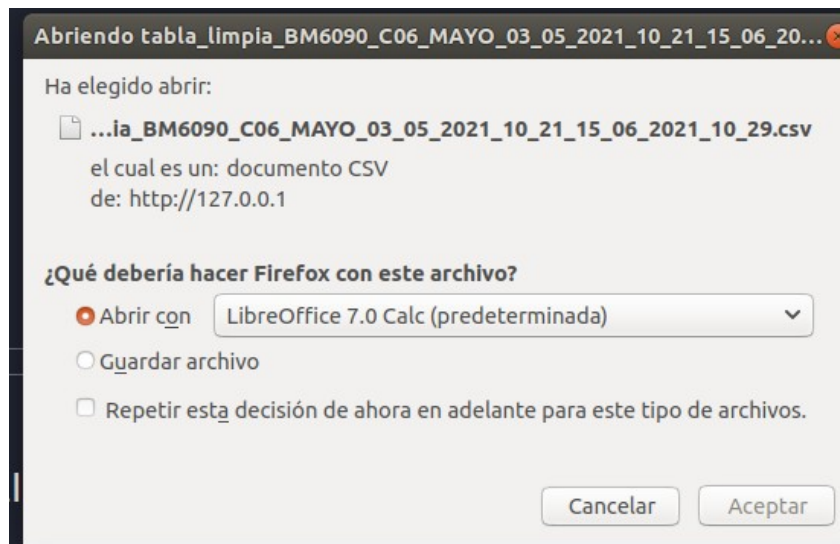 Abriendo tabla_limpia_BM6090_C06_MAYO_03_05_2021_10_21_15_06_20...
Ha elegido abrir:
...ia_BM6090_C06_MAYO_03_05_2021_10_21_15_06_2021_10_29.csv
el cual es un: documento CSV
de: http://127.0.0.1
¿Qué debería hacer Firefox con este archivo?
Abrir con LibreOffice 7.0 Calc (predeterminada)
Guardar archivo
Repetir esta decisión de ahora en adelante para este tipo de archivos.
Cancelar Aceptar